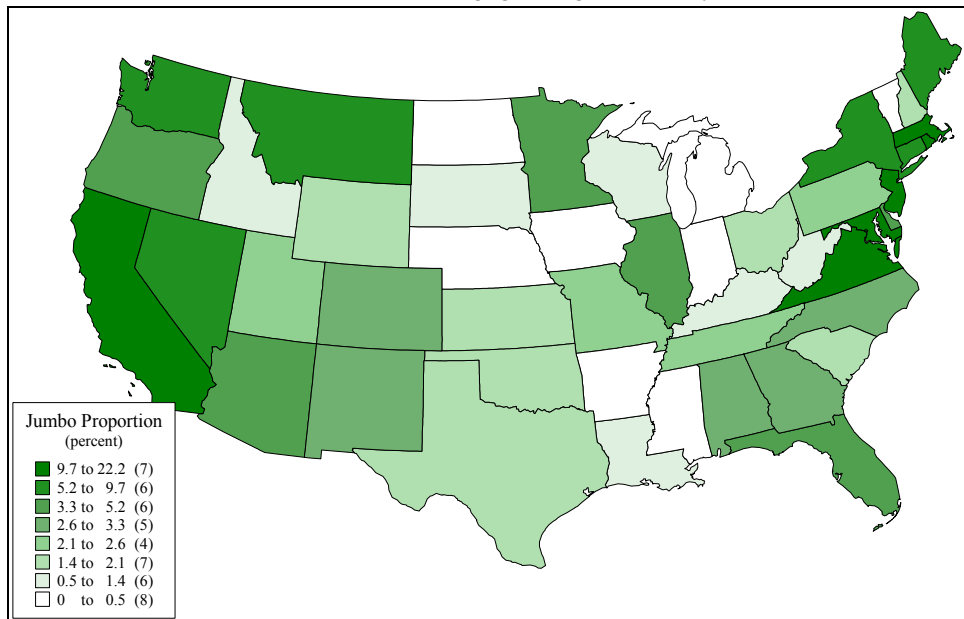 Jumbo Proportion
(percent)
9.7 to 22.2 (7)
5.2 to 9.7 (6)
3.3 to 5.2 (6)
2.6 to 3.3 (5)
2.1 to 2.6 (4)
1.4 to 2.1 (7)
0.5 to 1.4 (6)
0 to 0.5 (8)